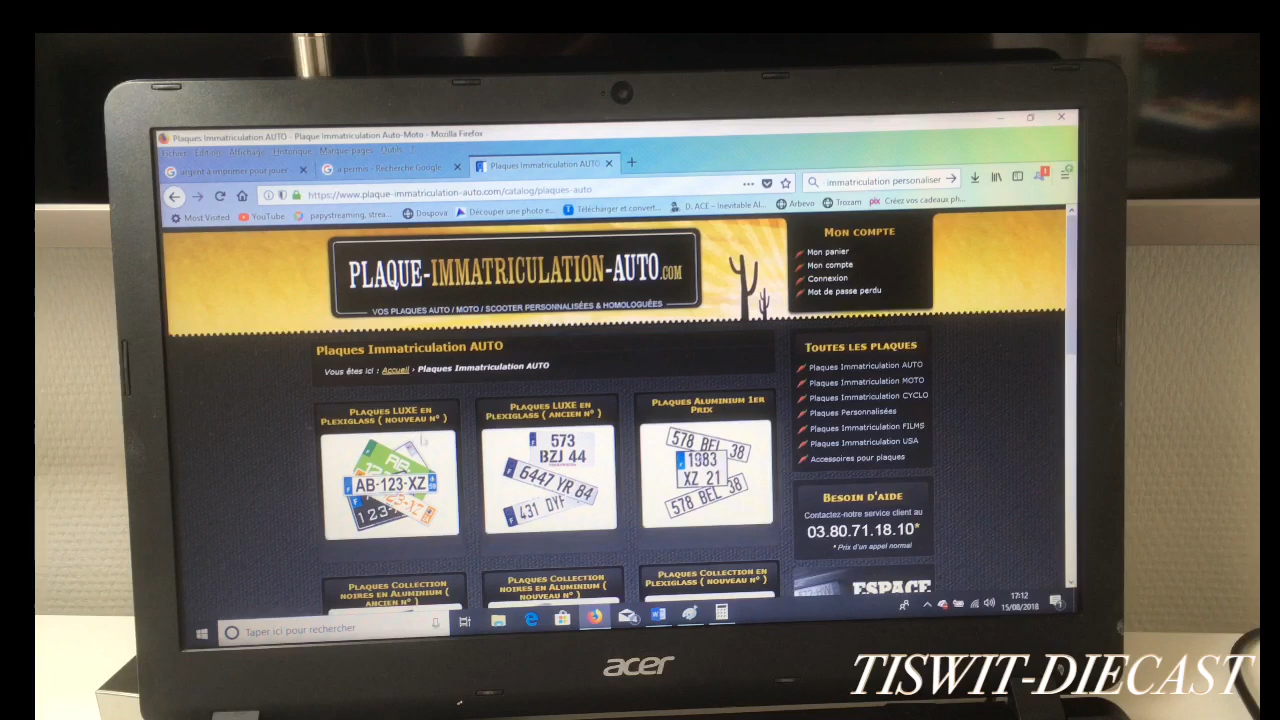 Plaques Immatriculation AUTO - Plaque Immatriculation Auto-Moto - Mozilla Firefox
Fichier Édition Affichage Historique Marque-pages Outils ?
argent à imprimer pour jouer
a permis - Recherche Google
Plaques Immatriculation AUTO
https://www.plaque-immatriculation-auto.com/catalog/plaques-auto
immatriculation personaliser
Most Visited YouTube papystreaming, strea... Dospova Découper une photo e... Télécharger et convert... D. ACE – Inevitable Al... Arbevo Trozam Créez vos cadeaux ph...
PLAQUE-IMMATRICULATION-AUTO.COM
VOS PLAQUES AUTO / MOTO / SCOOTER PERSONNALISÉES & HOMOLOGUÉES
MON COMPTE
Mon panier
Mon compte
Connexion
Mot de passe perdu
Plaques Immatriculation AUTO
Vous êtes ici : Accueil › Plaques Immatriculation AUTO
PLAQUES LUXE EN
PLEXIGLASS ( NOUVEAU N° )
AB-123-XZ
PLAQUES LUXE EN
PLEXIGLASS ( ANCIEN N° )
573
BZJ 44
6447 YR 84
431 DYF
PLAQUES ALUMINIUM 1ER
PRIX
578 BEL 38
1983
XZ 21
578 BEL 38
TOUTES LES PLAQUES
Plaques Immatriculation AUTO
Plaques Immatriculation MOTO
Plaques Immatriculation CYCLO
Plaques Personnalisées
Plaques Immatriculation FILMS
Plaques Immatriculation USA
Accessoires pour plaques
BESOIN D'AIDE
Contactez-notre service client au
03.80.71.18.10*
* Prix d'un appel normal
ESPACE
PLAQUES COLLECTION
NOIRES EN ALUMINIUM (
ANCIEN N° )
PLAQUES COLLECTION
NOIRES EN ALUMINIUM (
NOUVEAU N° )
PLAQUES COLLECTION EN
PLEXIGLASS ( NOUVEAU N° )
Taper ici pour rechercher
17:12
15/08/2018
acer
TISWIT-DIECAST